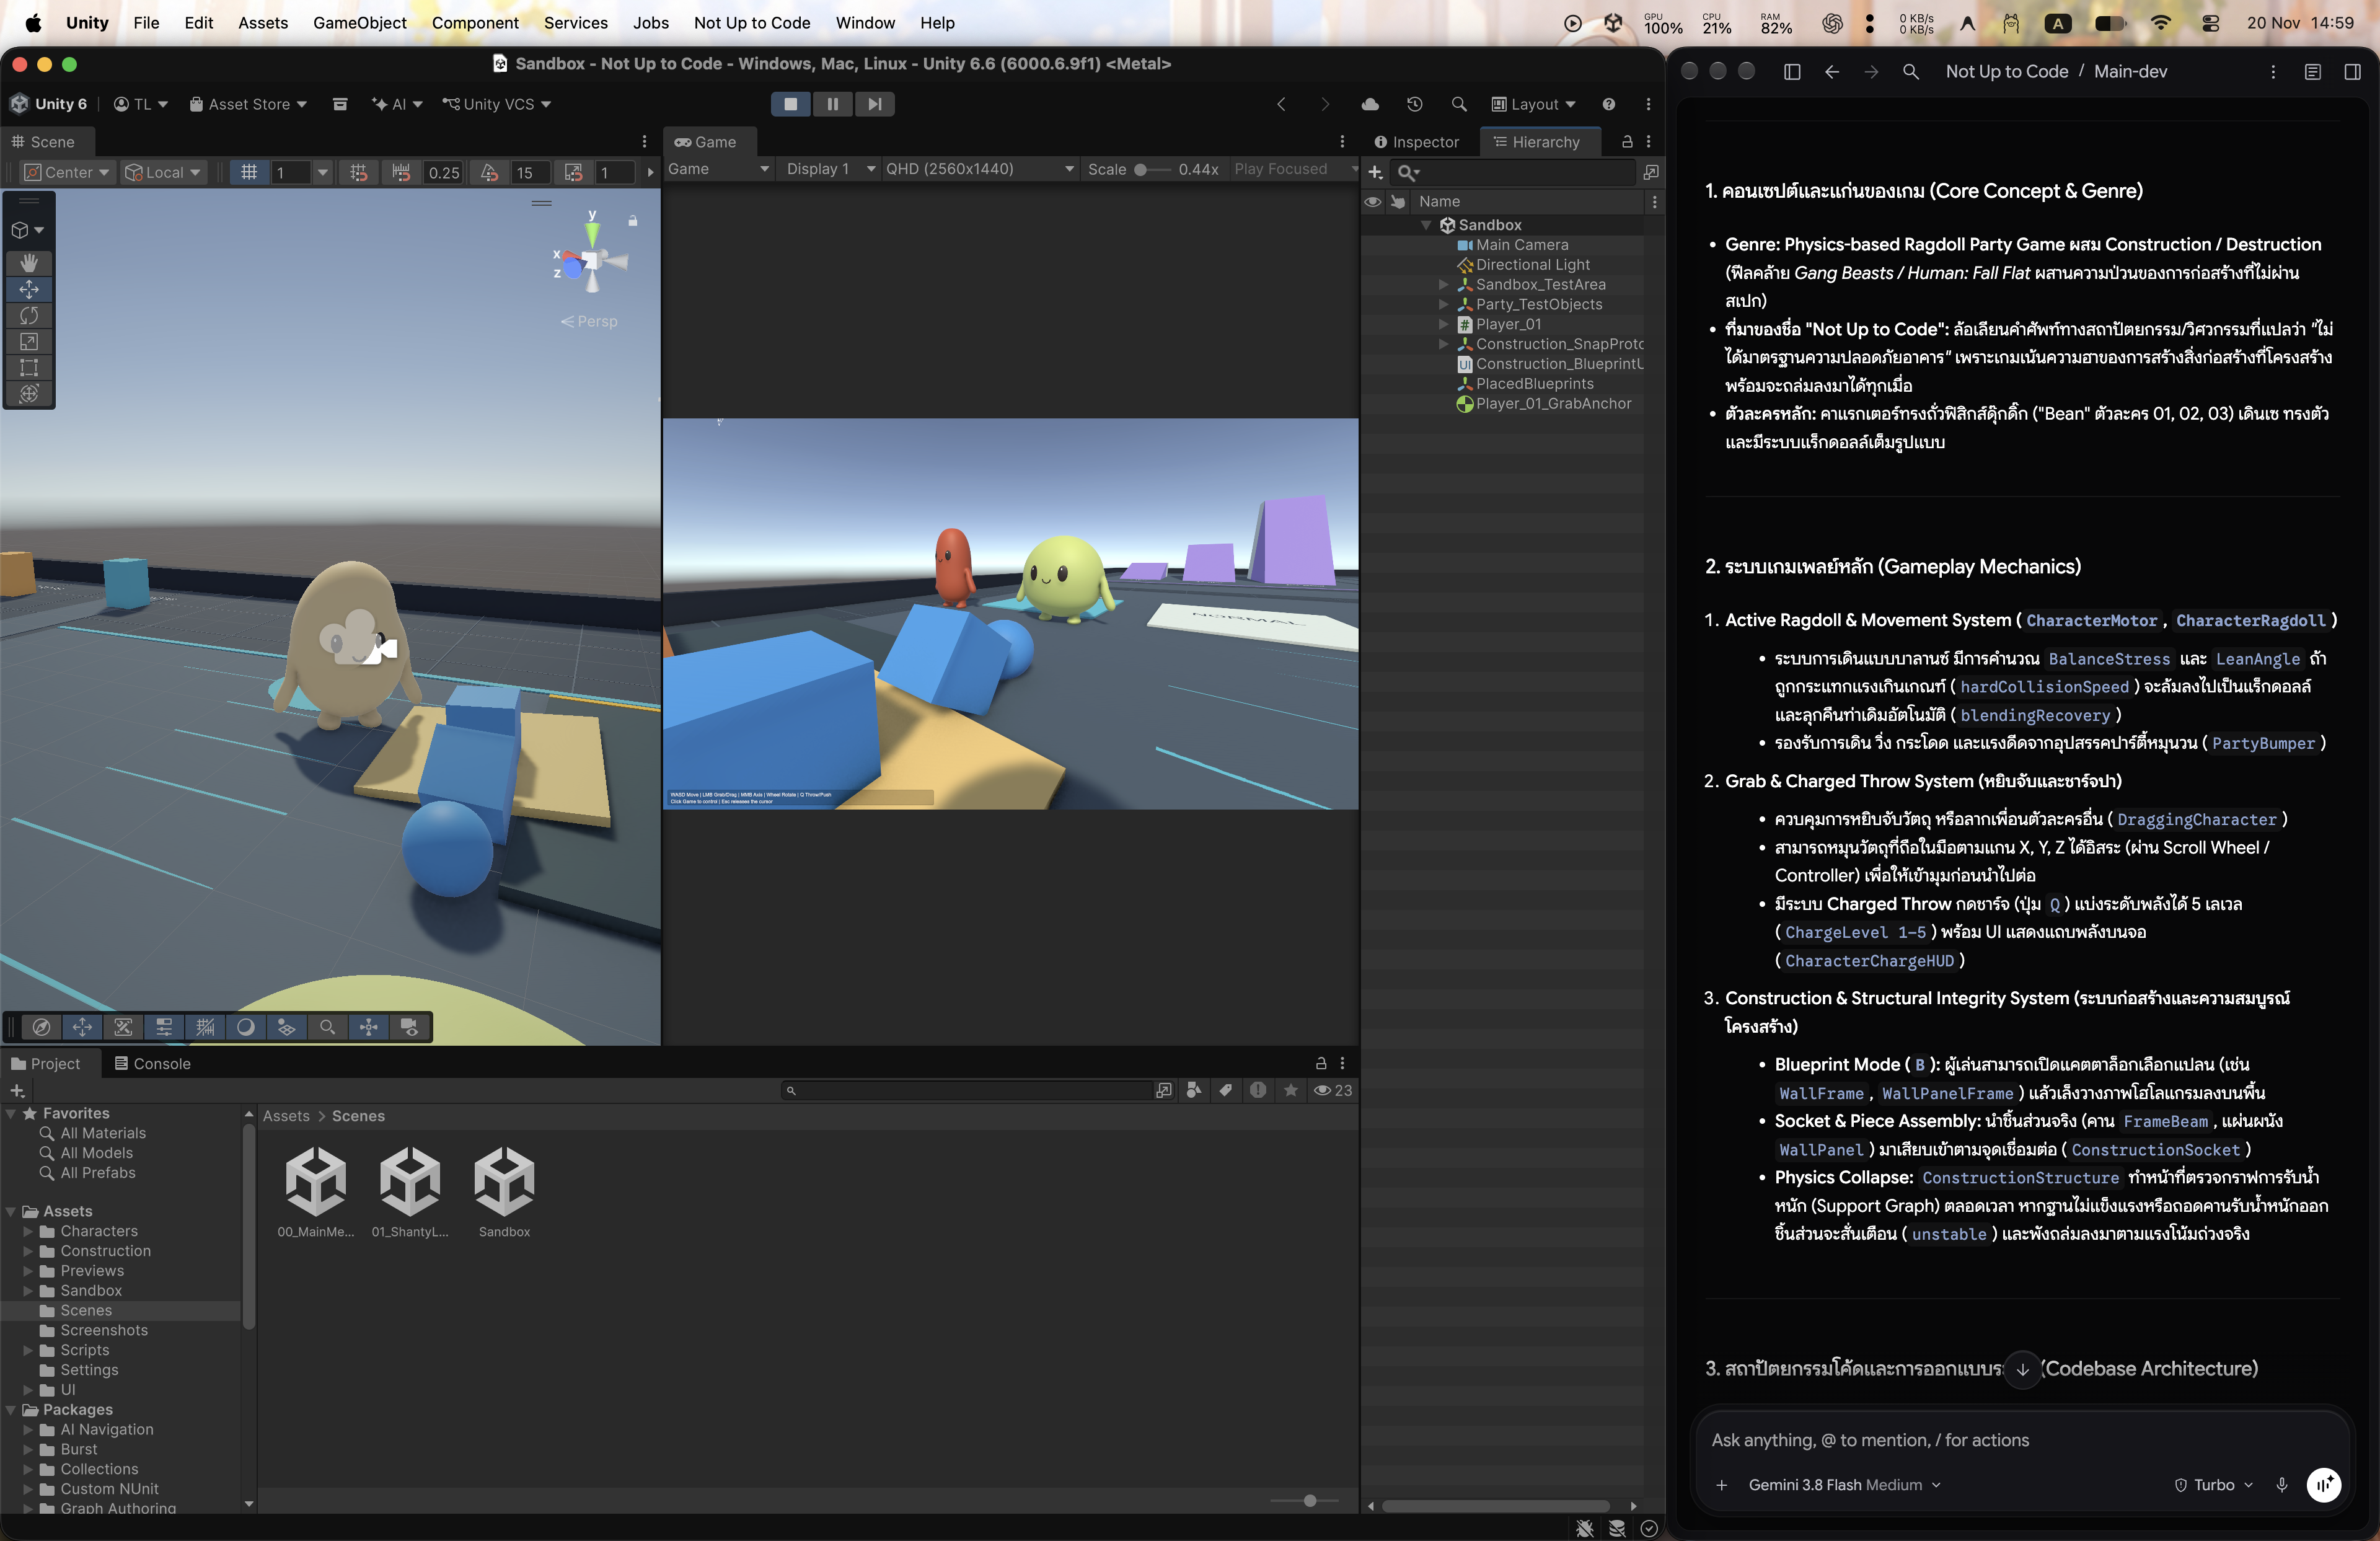 Unity File Edit Assets GameObject Component Services Jobs Not Up to Code Window Help
GPU 100% CPU 21% RAM 82% 0 KB/s 0 KB/s A 20 Nov 14:59
Sandbox - Not Up to Code - Windows, Mac, Linux - Unity 6.6 (6000.6.9f1) <Metal>
Unity 6 TL Asset Store AI Unity VCS Layout
Scene
Center Local 1 0.25 15 1
y
x
z
Persp
Game
Game Display 1 QHD (2560x1440) Scale 0.44x Play Focused
NORMAL
WASD Move | LMB Grab/Drag | MMB Axis | Wheel Rotate | Q Throw/Push
Click Game to control | Esc releases the cursor
Inspector Hierarchy
Name
Sandbox
Main Camera
Directional Light
Sandbox_TestArea
Party_TestObjects
Player_01
Construction_SnapProto
Construction_BlueprintU
PlacedBlueprints
Player_01_GrabAnchor
Project Console
23
Favorites
All Materials
All Models
All Prefabs
Assets
Characters
Construction
Previews
Sandbox
Scenes
Screenshots
Scripts
Settings
UI
Packages
AI Navigation
Burst
Collections
Custom NUnit
Graph Authoring
Assets > Scenes
00_MainMe... 01_ShantyL... Sandbox
Not Up to Code / Main-dev
1. คอนเซปต์และแก่นของเกม (Core Concept & Genre)
• Genre: Physics-based Ragdoll Party Game ผสม Construction / Destruction
(ฟีลคล้าย Gang Beasts / Human: Fall Flat ผสานความป่วนของการก่อสร้างที่ไม่ผ่าน
สเปก)
• ที่มาของชื่อ "Not Up to Code": ล้อเลียนคำศัพท์ทางสถาปัตยกรรม/วิศวกรรมที่แปลว่า "ไม่
ได้มาตรฐานความปลอดภัยอาคาร" เพราะเกมเน้นความฮาของการสร้างสิ่งก่อสร้างที่โครงสร้าง
พร้อมจะถล่มลงมาได้ทุกเมื่อ
• ตัวละครหลัก: คาแรกเตอร์ทรงถั่วฟิสิกส์ดุ๊กดิ๊ก ("Bean" ตัวละคร 01, 02, 03) เดินเซ ทรงตัว
และมีระบบแร็กดอลล์เต็มรูปแบบ
2. ระบบเกมเพลย์หลัก (Gameplay Mechanics)
1. Active Ragdoll & Movement System ( CharacterMotor , CharacterRagdoll )
• ระบบการเดินแบบบาลานซ์ มีการคำนวณ BalanceStress และ LeanAngle ถ้า
ถูกกระแทกแรงเกินเกณฑ์ ( hardCollisionSpeed ) จะล้มลงไปเป็นแร็กดอลล์
และลุกคืนท่าเดิมอัตโนมัติ ( blendingRecovery )
• รองรับการเดิน วิ่ง กระโดด และแรงดีดจากอุปสรรคปาร์ตี้หมุนวน ( PartyBumper )
2. Grab & Charged Throw System (หยิบจับและชาร์จปา)
• ควบคุมการหยิบจับวัตถุ หรือลากเพื่อนตัวละครอื่น ( DraggingCharacter )
• สามารถหมุนวัตถุที่ถือในมือตามแกน X, Y, Z ได้อิสระ (ผ่าน Scroll Wheel /
Controller) เพื่อให้เข้ามุมก่อนนำไปต่อ
• มีระบบ Charged Throw กดชาร์จ (ปุ่ม Q ) แบ่งระดับพลังได้ 5 เลเวล
( ChargeLevel 1–5 ) พร้อม UI แสดงแถบพลังบนจอ
( CharacterChargeHUD )
3. Construction & Structural Integrity System (ระบบก่อสร้างและความสมบูรณ์
โครงสร้าง)
• Blueprint Mode ( B ): ผู้เล่นสามารถเปิดแคตตาล็อกเลือกแปลน (เช่น
WallFrame , WallPanelFrame ) แล้วเล็งวางภาพโฮโลแกรมลงบนพื้น
• Socket & Piece Assembly: นำชิ้นส่วนจริง (คาน FrameBeam , แผ่นผนัง
WallPanel ) มาเสียบเข้าตามจุดเชื่อมต่อ ( ConstructionSocket )
• Physics Collapse: ConstructionStructure ทำหน้าที่ตรวจกราฟการรับน้ำ
หนัก (Support Graph) ตลอดเวลา หากฐานไม่แข็งแรงหรือถอดคานรับน้ำหนักออก
ชิ้นส่วนจะสั่นเตือน ( unstable ) และพังถล่มลงมาตามแรงโน้มถ่วงจริง
3. สถาปัตยกรรมโค้ดและการออกแบบระ (Codebase Architecture)
Ask anything, @ to mention, / for actions
Gemini 3.8 Flash Medium Turbo